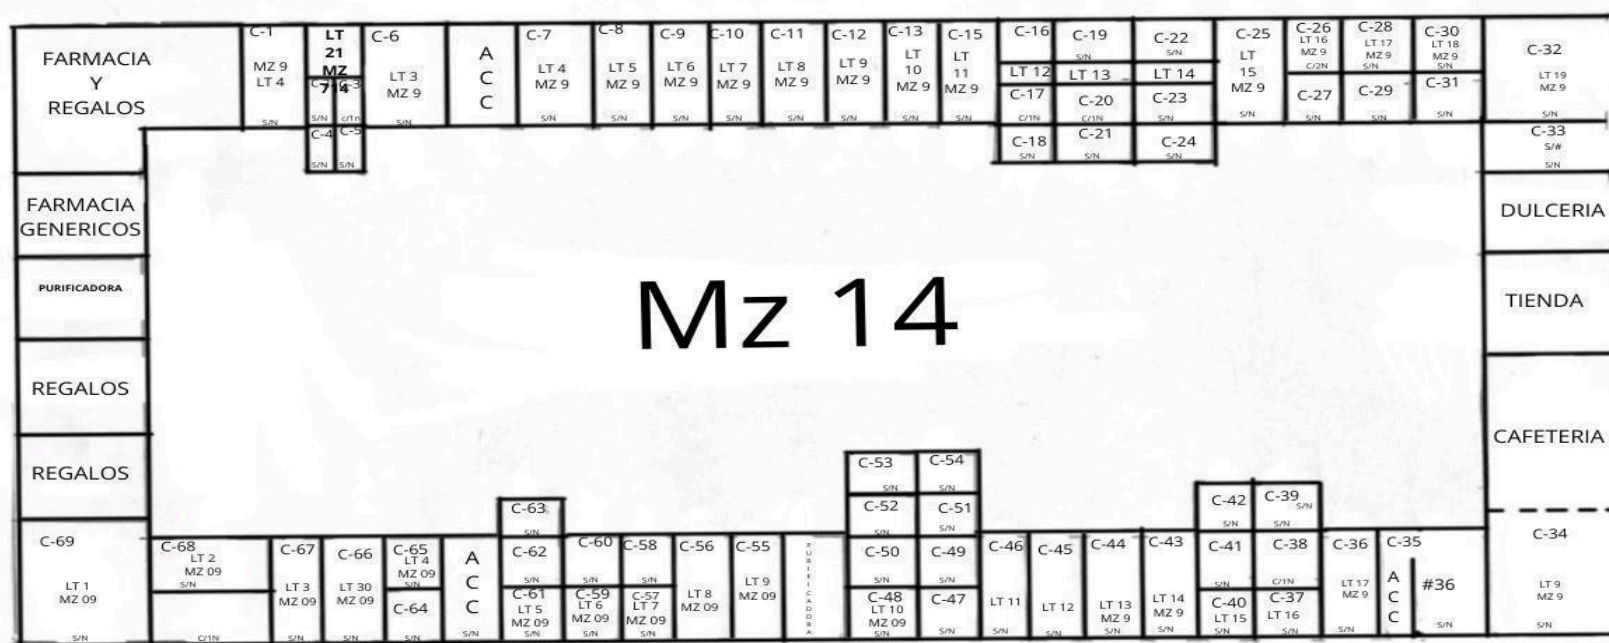 FARMACIA
Y
REGALOS
C-1
MZ 9
LT 4
S/N
LT
21
MZ
7
14
S/N
c/1n
C-4
C-5
S/N
S/N
C-6
LT 3
MZ 9
S/N
A
C
C
C-7
LT 4
MZ 9
S/N
C-8
LT 5
MZ 9
S/N
C-9
LT 6
MZ 9
S/N
C-10
LT 7
MZ 9
S/N
C-11
LT 8
MZ 9
S/N
C-12
LT 9
MZ 9
S/N
C-13
LT
10
MZ 9
S/N
C-15
LT
11
MZ 9
S/N
C-16
LT 12
C-17
C/1N
C-18
S/N
C-19
S/N
LT 13
C-20
C/1N
C-21
S/N
C-22
S/N
LT 14
C-23
S/N
C-24
S/N
C-25
LT
15
MZ 9
S/N
C-26
LT 16
MZ 9
C/2N
C-27
S/N
C-28
LT 17
MZ 9
S/N
C-29
S/N
C-30
LT 18
MZ 9
S/N
C-31
S/N
C-32
LT 19
MZ 9
S/N
C-33
S/#
S/N
FARMACIA
GENERICOS
DULCERIA
PURIFICADORA
Mz 14
TIENDA
REGALOS
CAFETERIA
REGALOS
C-69
LT 1
MZ 09
S/N
C-68
LT 2
MZ 09
S/N
C/1N
C-67
LT 3
MZ 09
S/N
C-66
LT 30
MZ 09
S/N
C-65
LT 4
MZ 09
S/N
C-64
S/N
A
C
C
S/N
C-63
S/N
C-62
S/N
C-61
LT 5
MZ 09
S/N
C-60
S/N
C-59
LT 6
MZ 09
S/N
C-58
S/N
C-57
LT 7
MZ 09
S/N
C-56
LT 8
MZ 09
C-55
LT 9
MZ 09
S/N
PURIFICADORA
C-53
S/N
C-54
S/N
C-52
S/N
C-51
S/N
C-50
S/N
C-49
S/N
C-48
LT 10
MZ 09
S/N
C-47
S/N
C-46
LT 11
S/N
C-45
LT 12
S/N
C-44
LT 13
MZ 9
S/N
C-43
LT 14
MZ 9
S/N
C-42
S/N
C-39
S/N
S/N
C-41
S/N
C-38
C/1N
C-40
LT 15
S/N
C-37
LT 16
S/N
C-36
LT 17
MZ 9
S/N
C-35
A
C
C
#36
S/N
C-34
LT 9
MZ 9
S/N